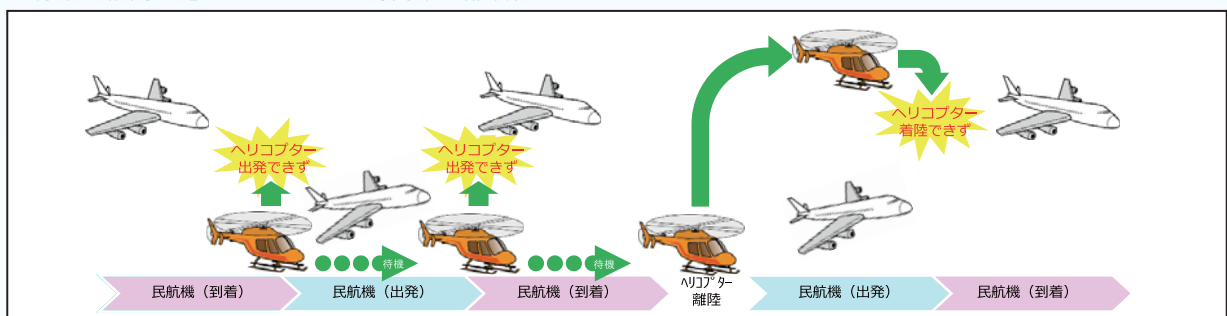 ヘリコプター
着陸できず
ヘリコプター
出発できず
ヘリコプター
出発できず
待機
待機
民航機（到着）
民航機（出発）
民航機（到着）
ﾍﾘｺﾌﾟﾀｰ
離陸
民航機（出発）
民航機（到着）